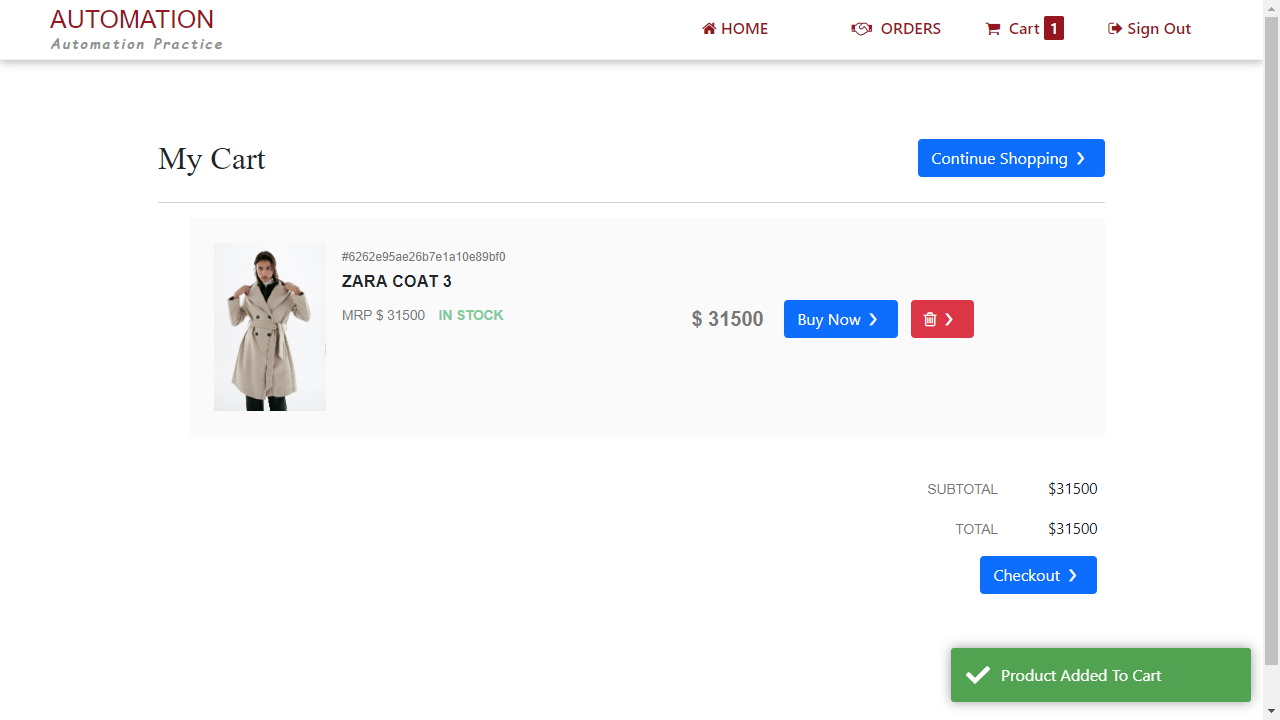 AUTOMATION
Automation Practice
HOME
ORDERS
Cart 1
Sign Out
My Cart
Continue Shopping
#6262e95ae26b7e1a10e89bf0
ZARA COAT 3
MRP $ 31500 IN STOCK
$ 31500
Buy Now
SUBTOTAL $31500
TOTAL $31500
Checkout
Product Added To Cart